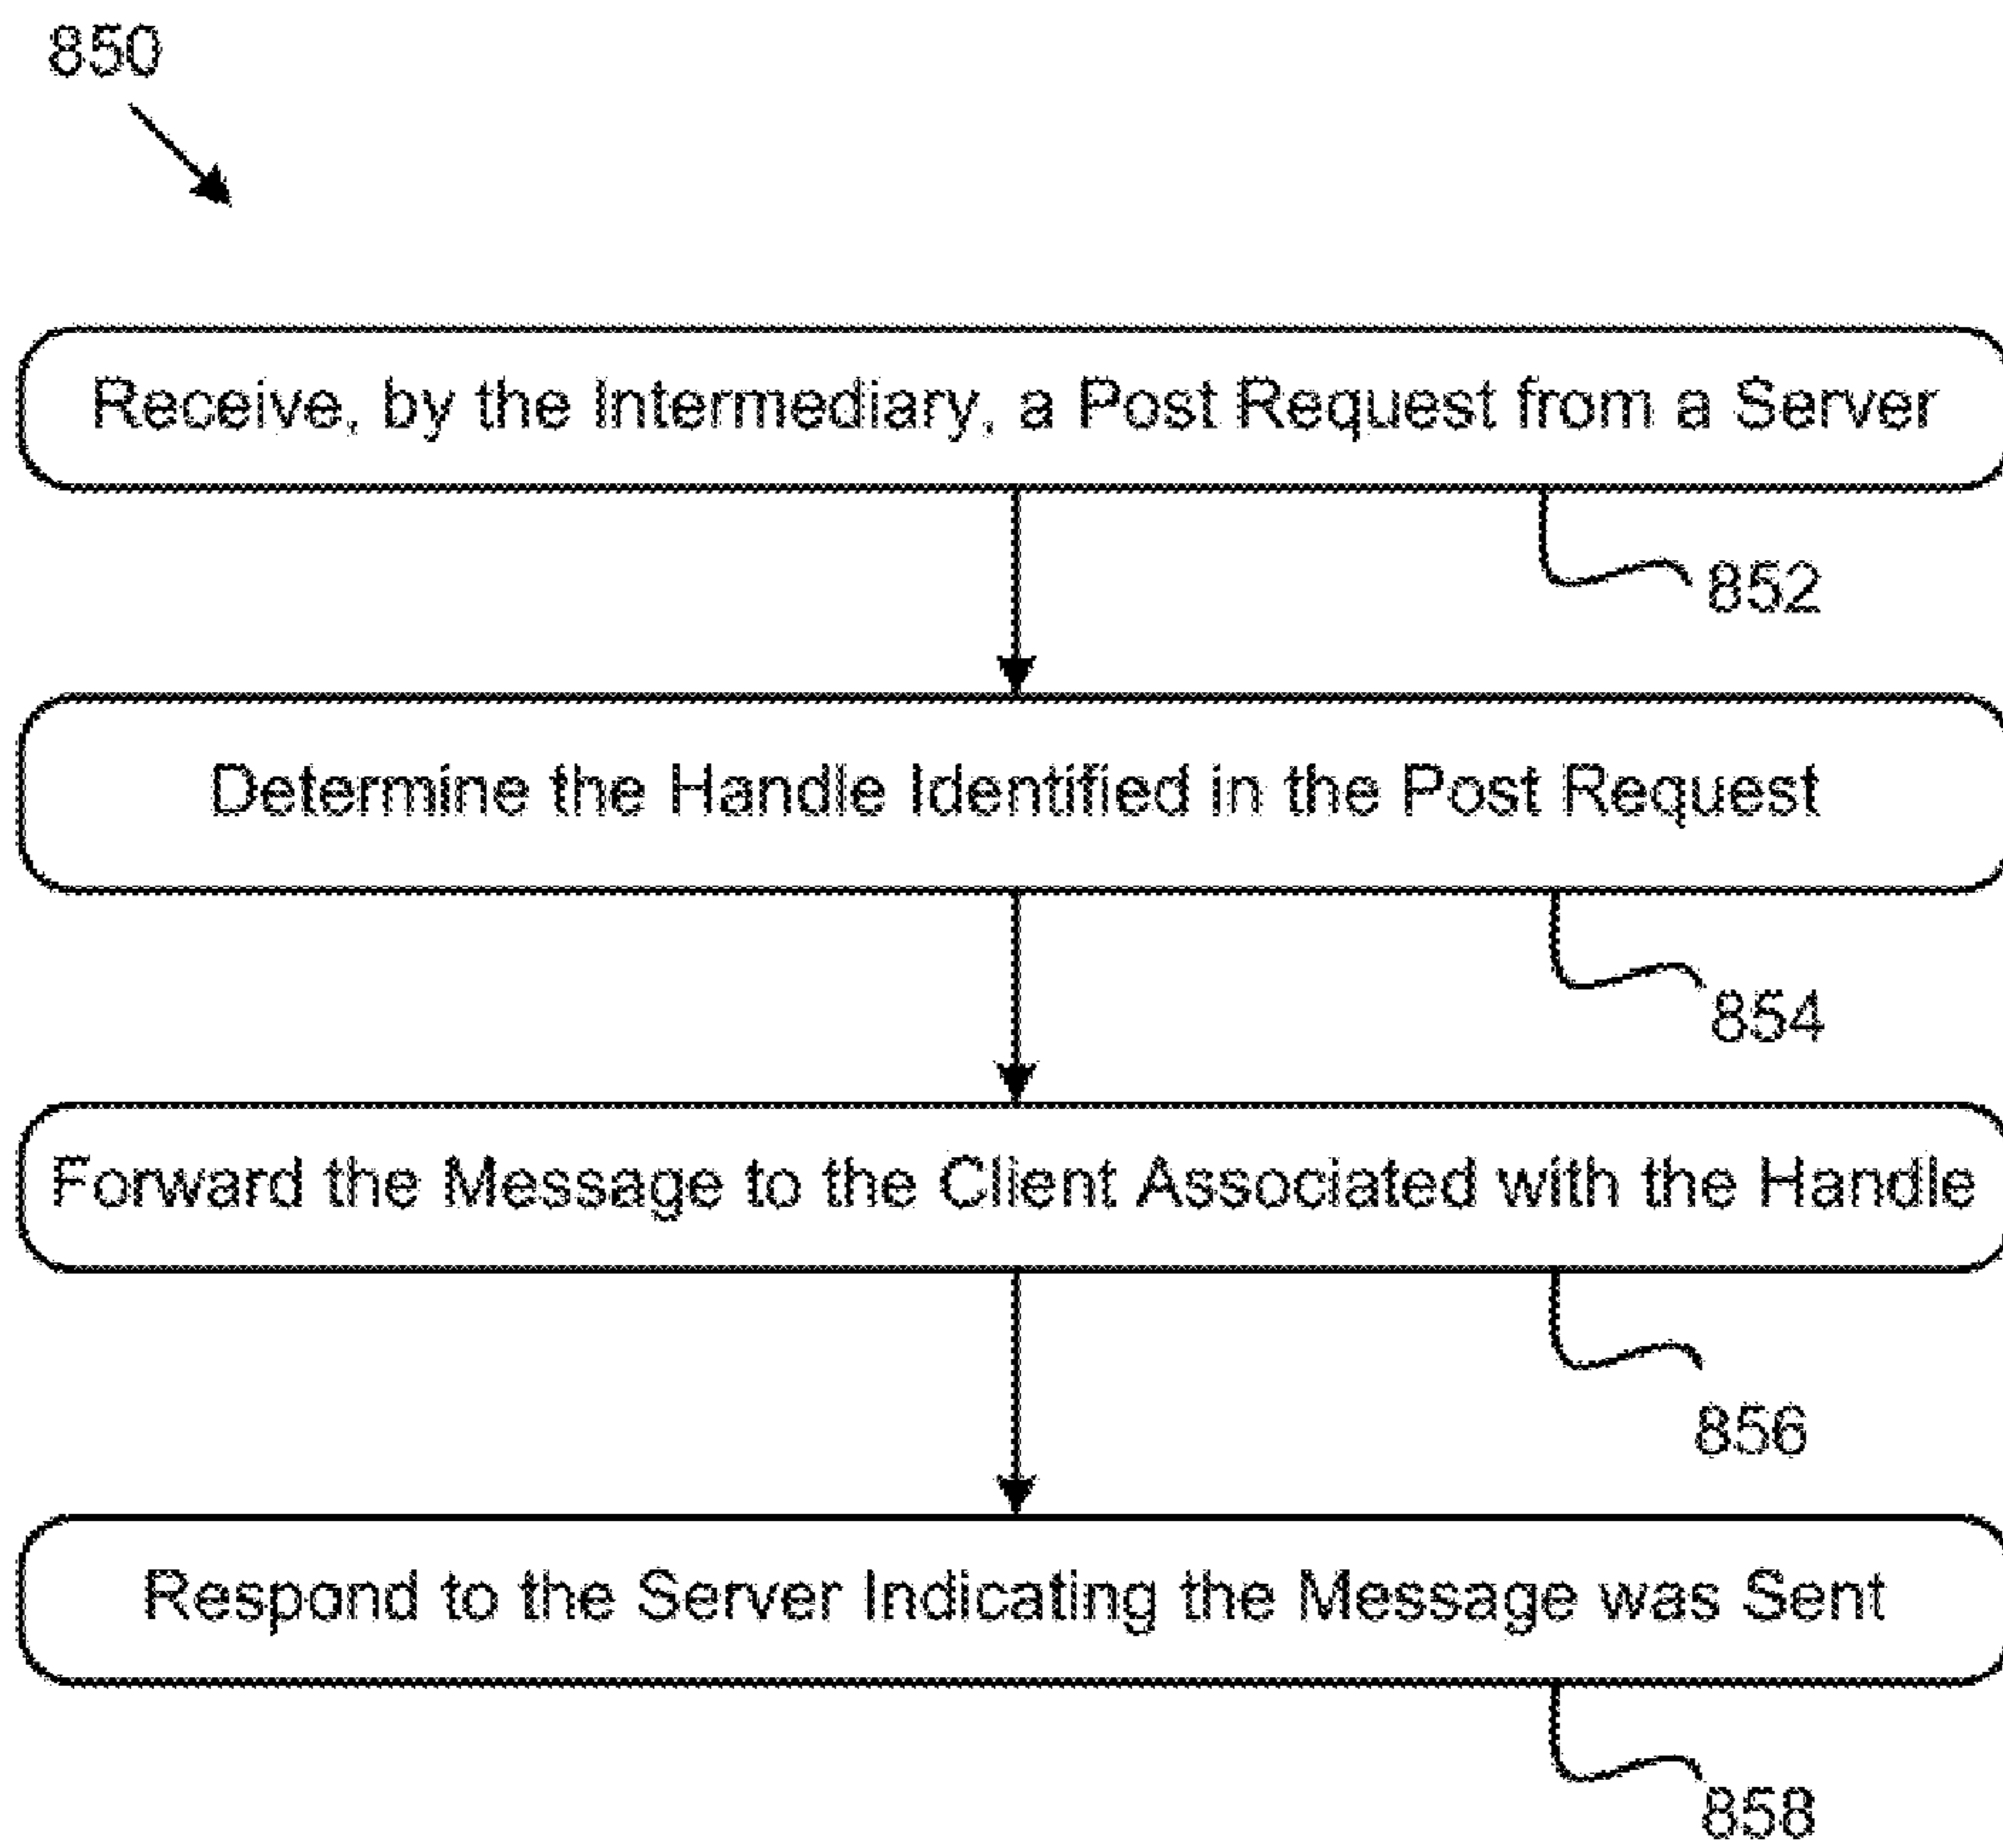 850
Receive, by the Intermediary, a Post Request from a Server
852
Determine the Handle Identified in the Post Request
854
Forward the Message to the Client Associated with the Handle
856
Respond to the Server Indicating the Message was Sent
858